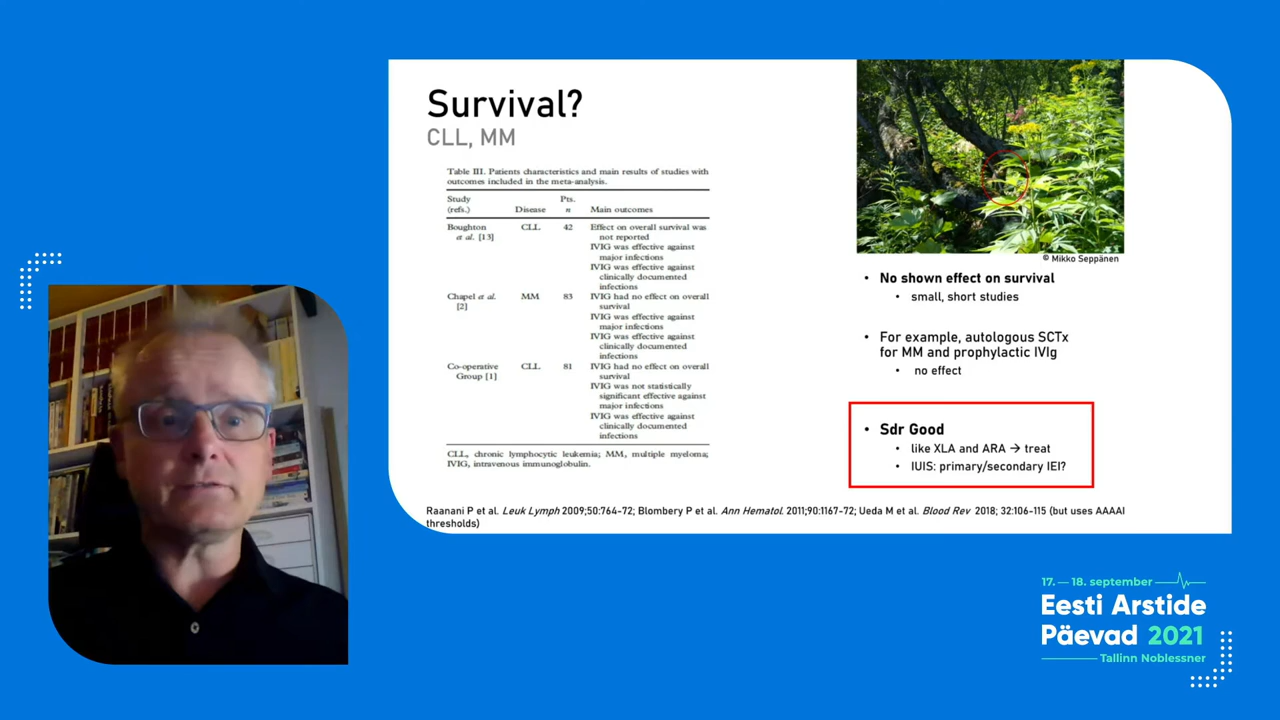 Survival?
CLL, MM
Table III. Patients characteristics and main results of studies with
outcomes included in the meta-analysis.
Study
(refs.)
Disease
Pts.
n
Main outcomes
Boughton
et al. [13]
CLL
42
Effect on overall survival was
not reported
IVIG was effective against
major infections
IVIG was effective against
clinically documented
infections
Chapel et al.
[2]
MM
83
IVIG had no effect on overall
survival
IVIG was effective against
major infections
IVIG was effective against
clinically documented
infections
Co-operative
Group [1]
CLL
81
IVIG had no effect on overall
survival
IVIG was not statistically
significant effective against
major infections
IVIG was effective against
clinically documented
infections
CLL, chronic lymphocytic leukemia; MM, multiple myeloma;
IVIG, intravenous immunoglobulin.
© Mikko Seppänen
• No shown effect on survival
• small, short studies
• For example, autologous SCTx
for MM and prophylactic IVIg
• no effect
• Sdr Good
• like XLA and ARA → treat
• IUIS: primary/secondary IEI?
Raanani P et al. Leuk Lymph 2009;50:764-72; Blombery P et al. Ann Hematol. 2011;90:1167-72; Ueda M et al. Blood Rev 2018; 32:106-115 (but uses AAAAI
thresholds)
17. — 18. september
Eesti Arstide
Päevad 2021
Tallinn Noblessner